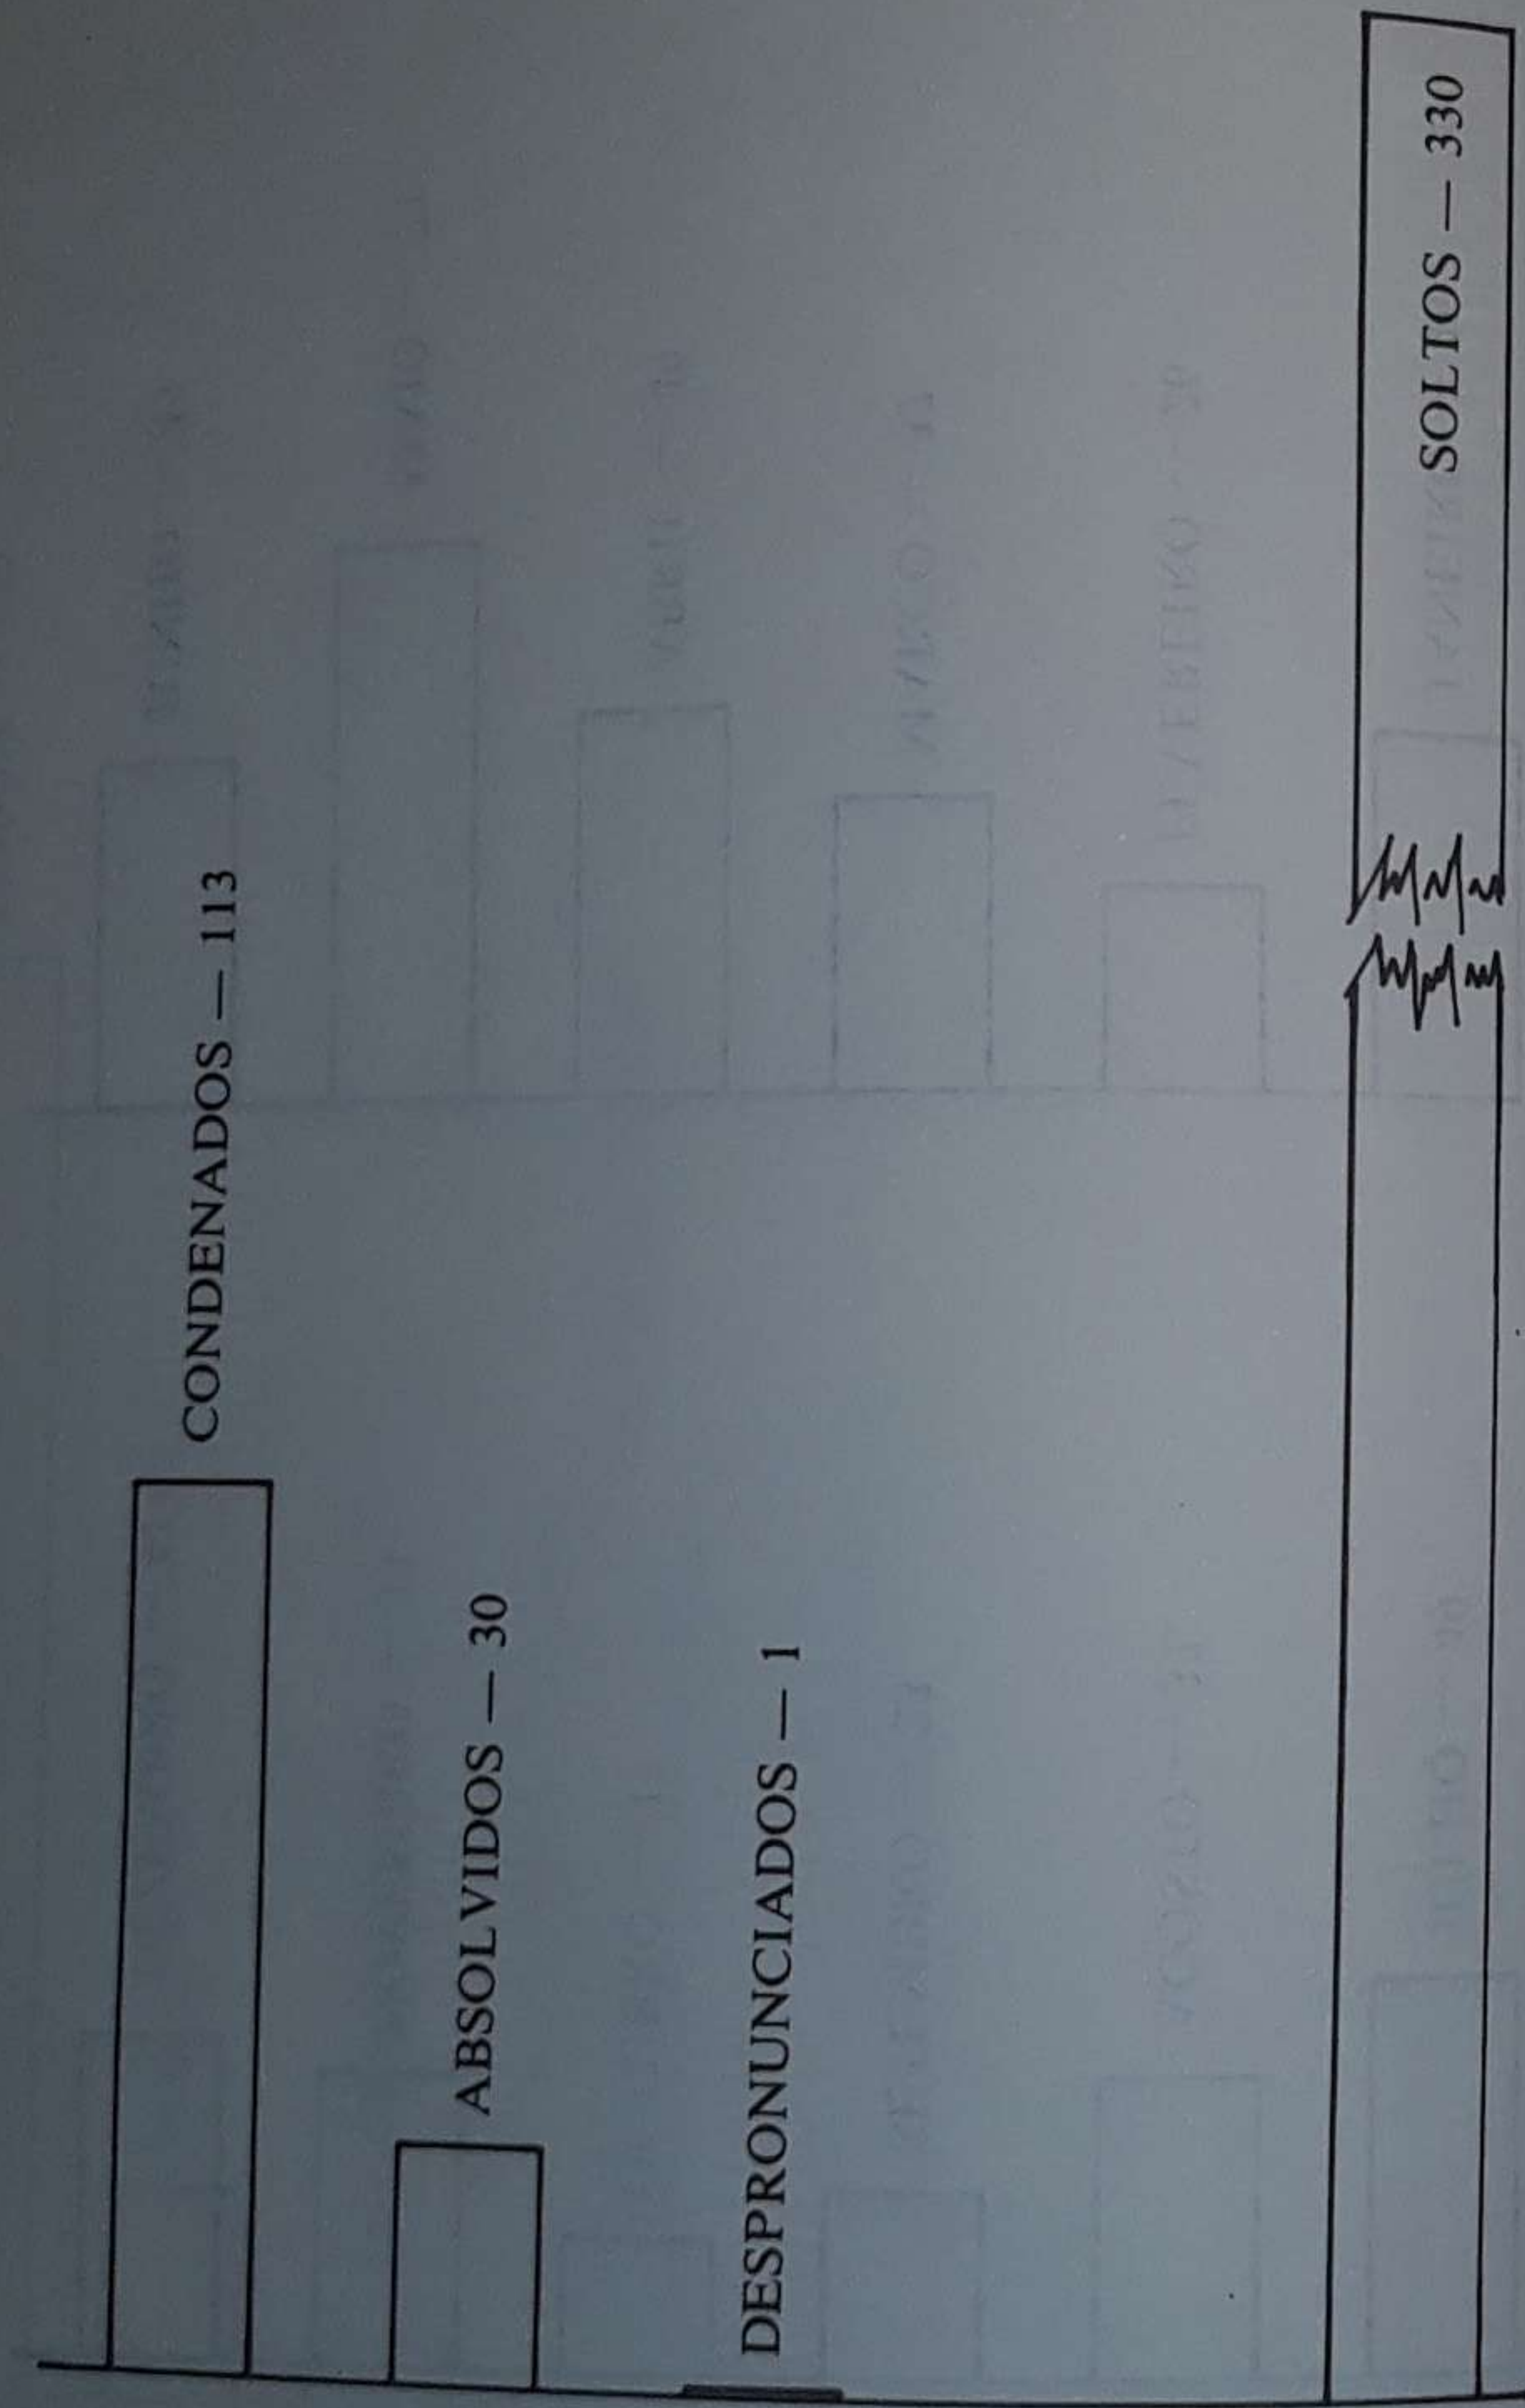 CONDENADOS — 113
ABSOLVIDOS — 30
DESPRONUNCIADOS — 1
SOLTOS — 330